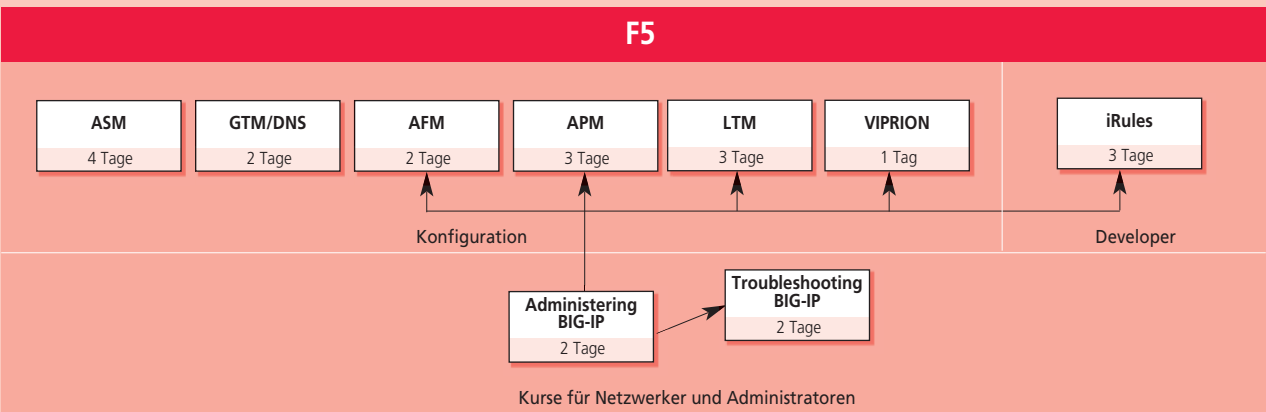 F5
ASM
4 Tage
GTM/DNS
2 Tage
AFM
2 Tage
APM
3 Tage
LTM
3 Tage
VIPRION
1 Tag
iRules
3 Tage
Konfiguration
Developer
Administering
BIG-IP
2 Tage
Troubleshooting
BIG-IP
2 Tage
Kurse für Netzwerker und Administratoren